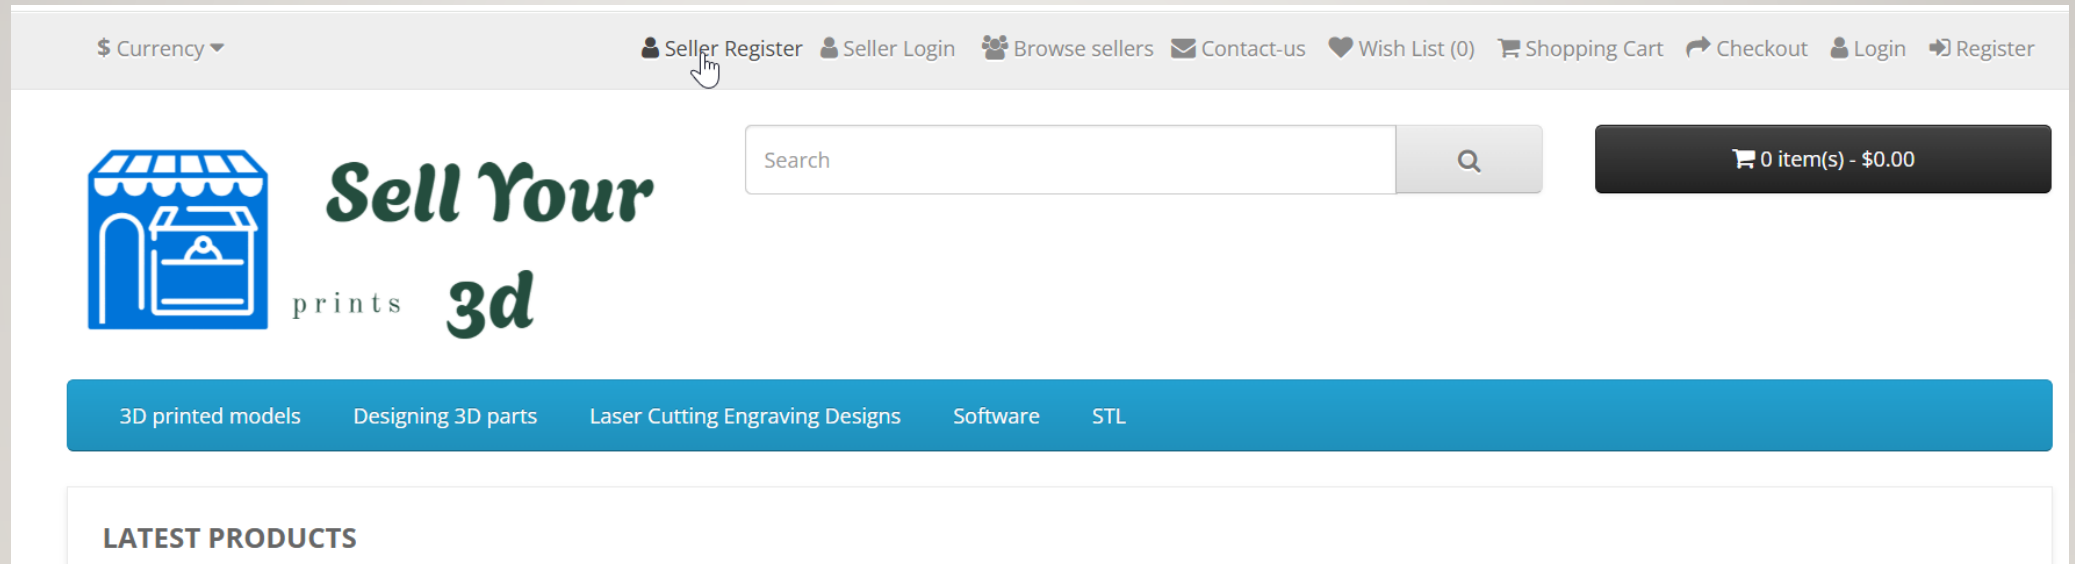 $ Currency Seller Register Seller Login Browse sellers Contact-us Wish List (0) Shopping Cart Checkout Login Register
Search
0 item(s) - $0.00
Sell Your
prints 3d
3D printed models Designing 3D parts Laser Cutting Engraving Designs Software STL
LATEST PRODUCTS